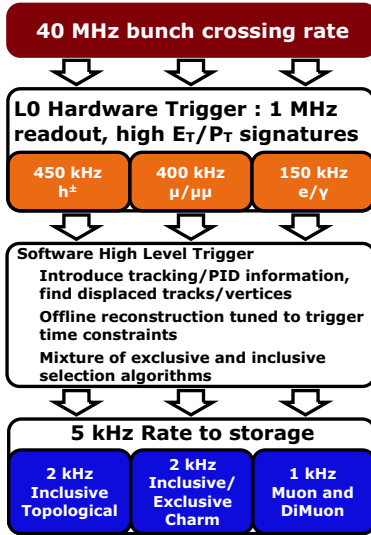 40 MHz bunch crossing rate
L0 Hardware Trigger : 1 MHz
readout, high ET/PT signatures
450 kHz
h±
400 kHz
μ/μμ
150 kHz
e/γ
Software High Level Trigger
Introduce tracking/PID information,
find displaced tracks/vertices
Offline reconstruction tuned to trigger
time constraints
Mixture of exclusive and inclusive
selection algorithms
5 kHz Rate to storage
2 kHz
Inclusive
Topological
2 kHz
Inclusive/
Exclusive
Charm
1 kHz
Muon and
DiMuon